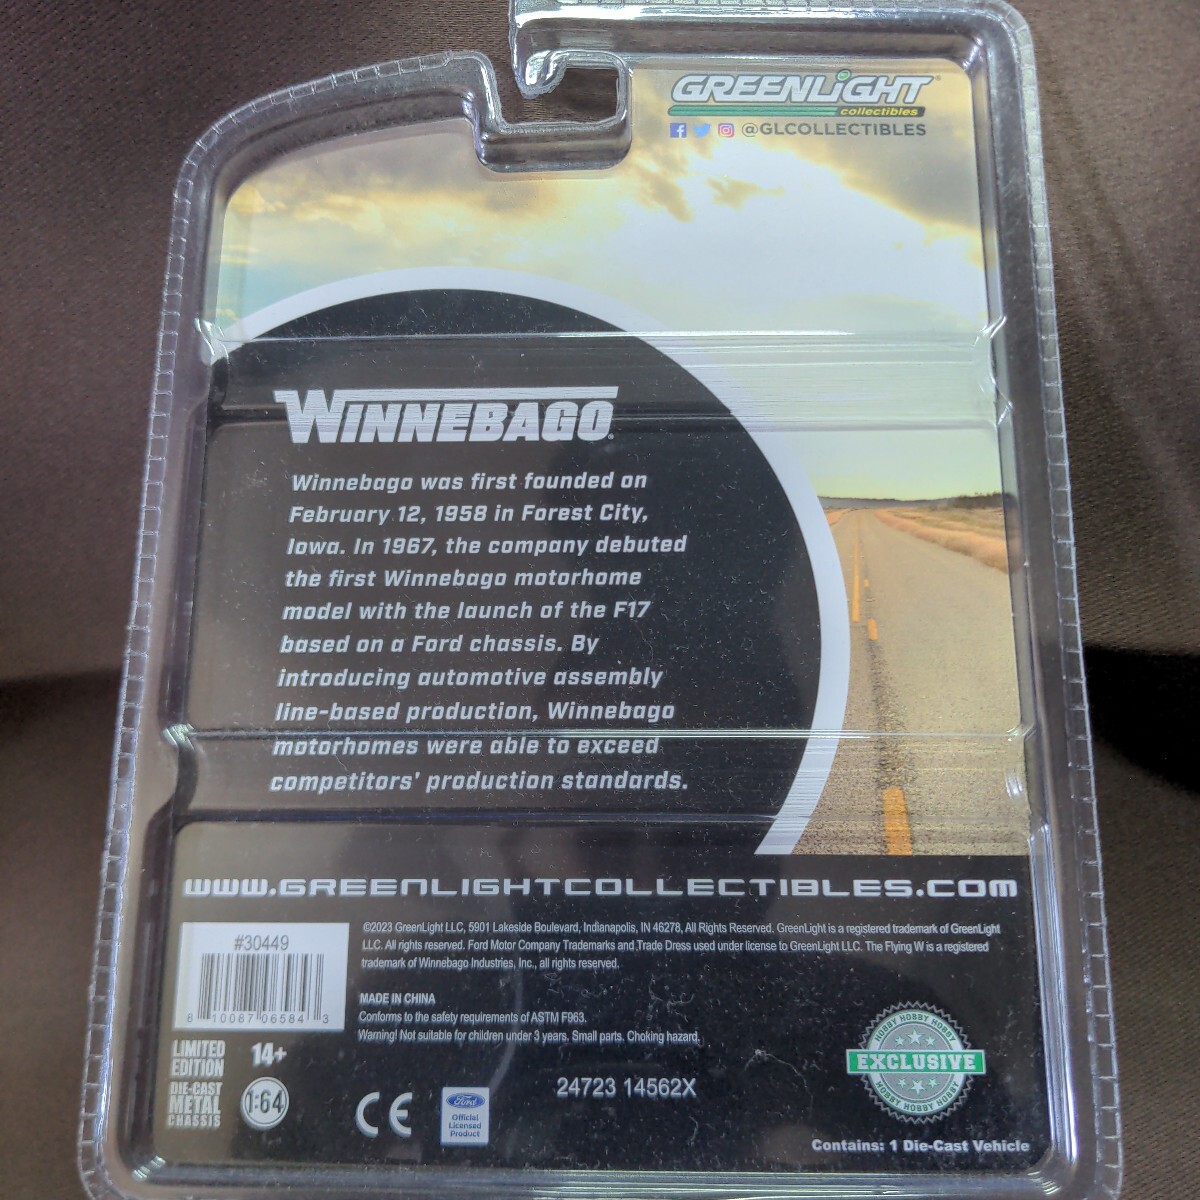 GREENLiGHT®
collectibles
@GLCOLLECTIBLES
WINNEBAGO®
Winnebago was first founded on
February 12, 1958 in Forest City,
Iowa. In 1967, the company debuted
the first Winnebago motorhome
model with the launch of the F17
based on a Ford chassis. By
introducing automotive assembly
line-based production, Winnebago
motorhomes were able to exceed
competitors' production standards.
WWW.GREENLIGHTCOLLECTIBLES.COM
©2023 GreenLight LLC, 5901 Lakeside Boulevard, Indianapolis, IN 46278, All Rights Reserved. GreenLight is a registered trademark of GreenLight
LLC. All rights reserved. Ford Motor Company Trademarks and Trade Dress used under license to GreenLight LLC. The Flying W is a registered
trademark of Winnebago Industries, Inc., all rights reserved.
#30449
8 10087 06584 3
MADE IN CHINA
Conforms to the safety requirements of ASTM F963.
Warning! Not suitable for children under 3 years. Small parts. Choking hazard.
LIMITED
EDITION
14+
DIE-CAST
METAL
CHASSIS
1:64
CE
Ford
Official
Licensed
Product
24723 14562X
HOBBY HOBBY HOBBY
EXCLUSIVE
HOBBY HOBBY HOBBY
Contains: 1 Die-Cast Vehicle